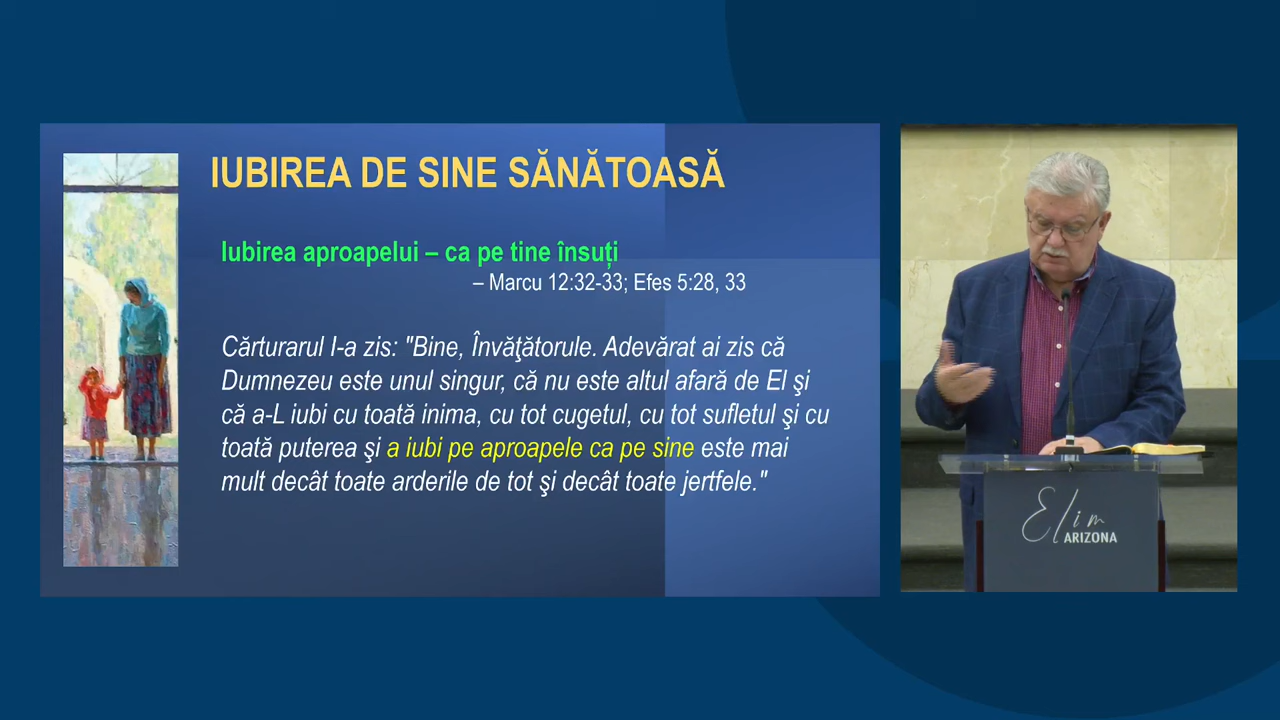 IUBIREA DE SINE SĂNĂTOASĂ
Iubirea aproapelui – ca pe tine însuți
– Marcu 12:32-33; Efes 5:28, 33
Cărturarul I-a zis: "Bine, Învăţătorule. Adevărat ai zis că
Dumnezeu este unul singur, că nu este altul afară de El şi
că a-L iubi cu toată inima, cu tot cugetul, cu tot sufletul şi cu
toată puterea şi a iubi pe aproapele ca pe sine este mai
mult decât toate arderile de tot şi decât toate jertfele."
Elim
ARIZONA